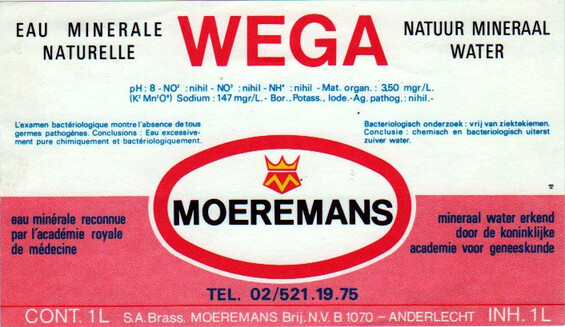 EAU MINERALE
NATURELLE
WEGA
NATUUR MINERAAL
WATER
pH: 8 - NO² : nihil - NO³ : nihil - NH⁴ : nihil - Mat. organ. : 3,50 mgr/L.
(K² Mn²O⁸) Sodium : 147 mgr/L. - Bor., Potass., Iode.-Ag. pathog.: nihil.-
L'examen bactériologique montre l'absence de tous
germes pathogènes. Conclusions : Eau excessive-
ment pure chimiquement et bactériologiquement.
Bacteriologisch onderzoek : vrij van ziektekiemen.
Conclusie : chemisch en bacteriologisch uiterst
zuiver water.
MOEREMANS
eau minérale reconnue
par l'académie royale
de médecine
mineraal water erkend
door de koninklijke
academie voor geneeskunde
TEL. 02/521.19.75
CONT. 1L S.A. Brass. MOEREMANS Brij. N.V. B 1070 - ANDERLECHT INH. 1L